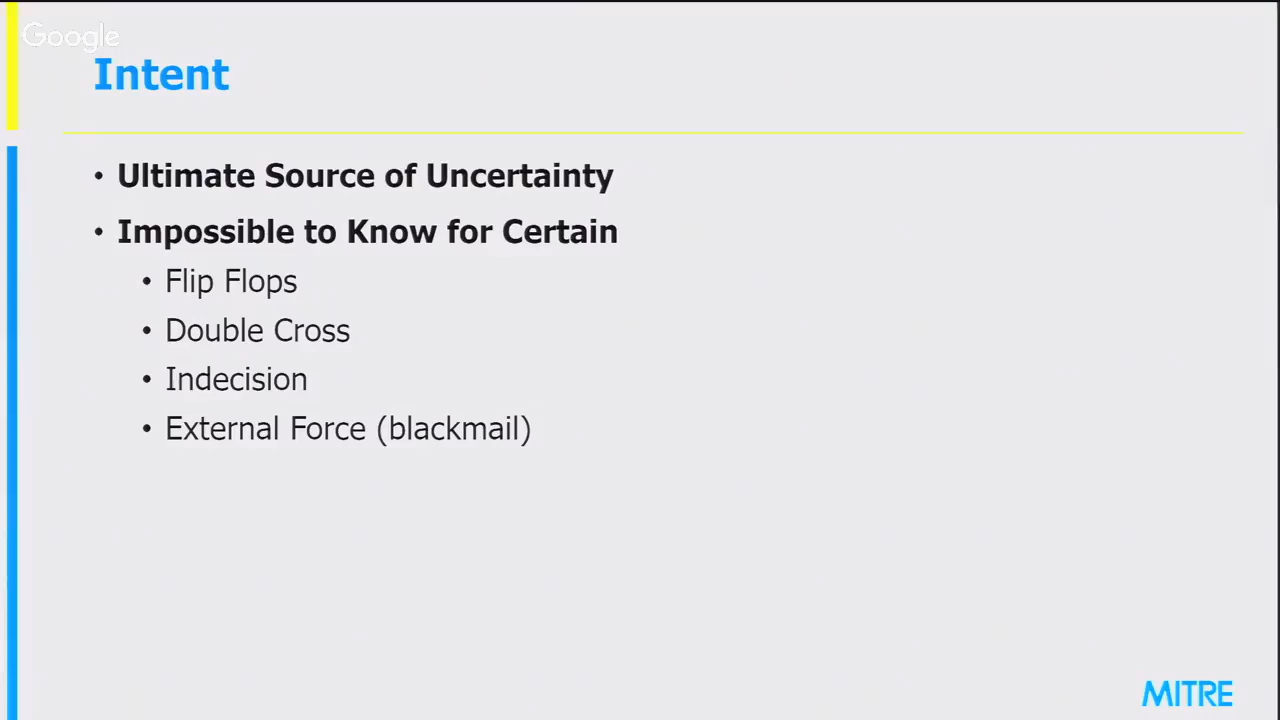 Google
Intent
• Ultimate Source of Uncertainty
• Impossible to Know for Certain
• Flip Flops
• Double Cross
• Indecision
• External Force (blackmail)
MITRE